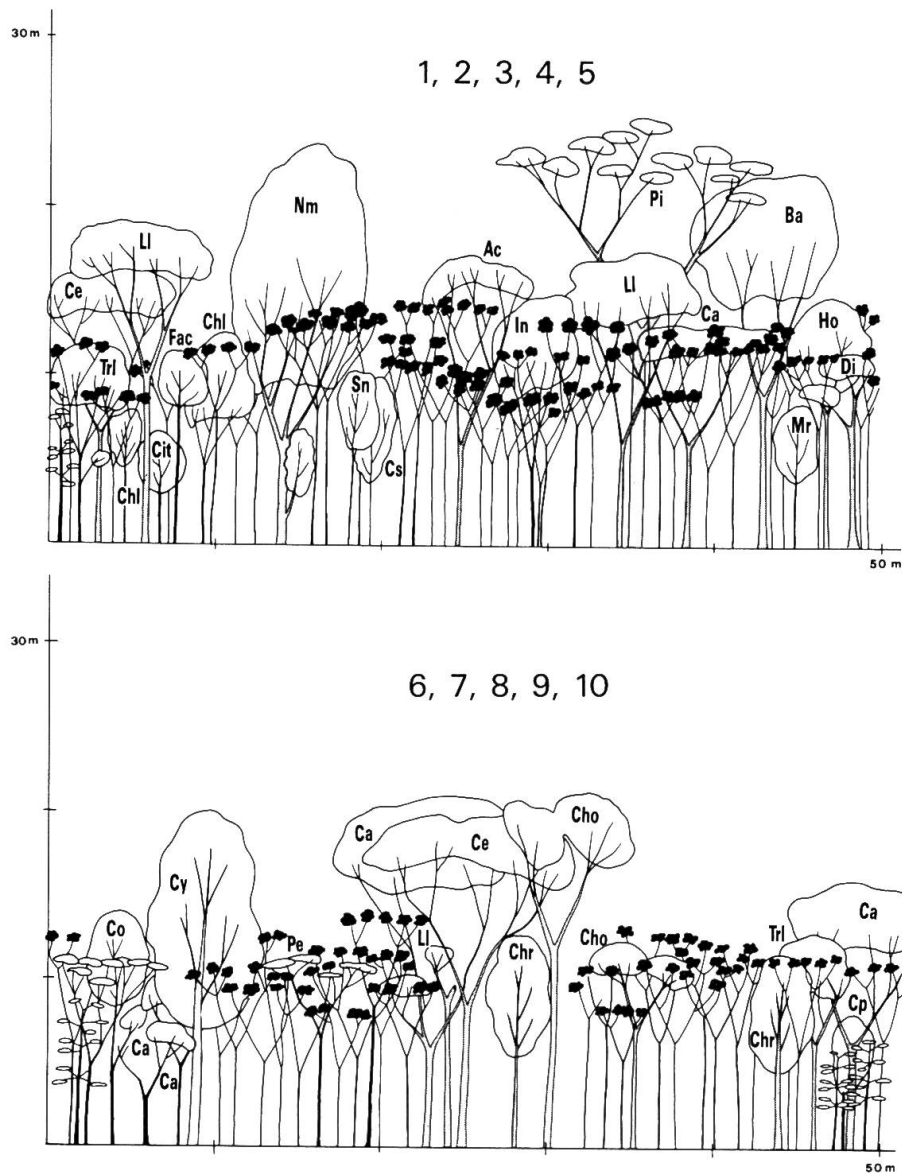 30m
1, 2, 3, 4, 5
Nm
Pi
Ba
Ll
Ac
Ce
Ll
In
Ca
Ho
Fac
Chl
Trl
Di
Sn
Mr
Cit
Cs
Chl
50 m
30m
6, 7, 8, 9, 10
Ca
Cho
Ce
Cy
Co
Ca
Pe
Ll
Chr
Cho
Trl
Cp
Ca
Chr
Ca
50 m